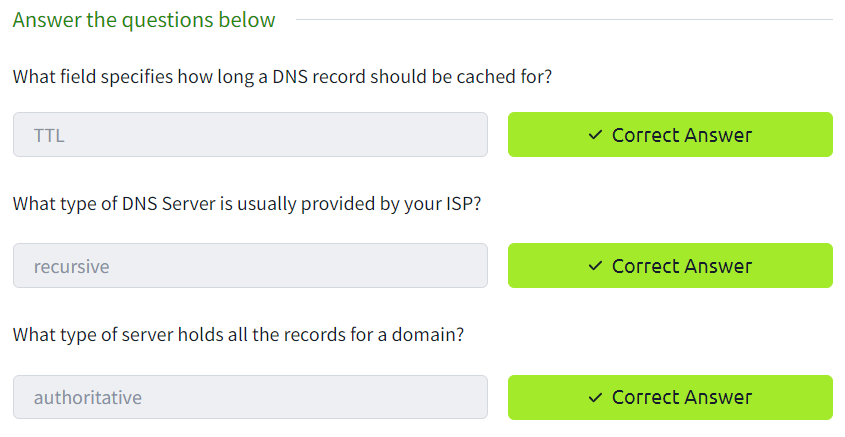 Answer the questions below
What field specifies how long a DNS record should be cached for?
TTL
✓ Correct Answer
What type of DNS Server is usually provided by your ISP?
recursive
✓ Correct Answer
What type of server holds all the records for a domain?
authoritative
✓ Correct Answer